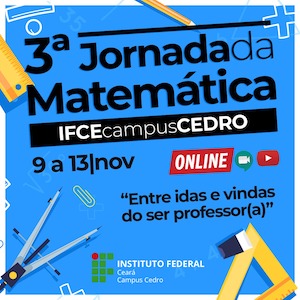 3ª Jornada da
Matemática
IFCEcampusCEDRO
9 a 13|nov
ONLINE
“Entre idas e vindas
do ser professor(a)”
INSTITUTO FEDERAL
Ceará
Campus Cedro